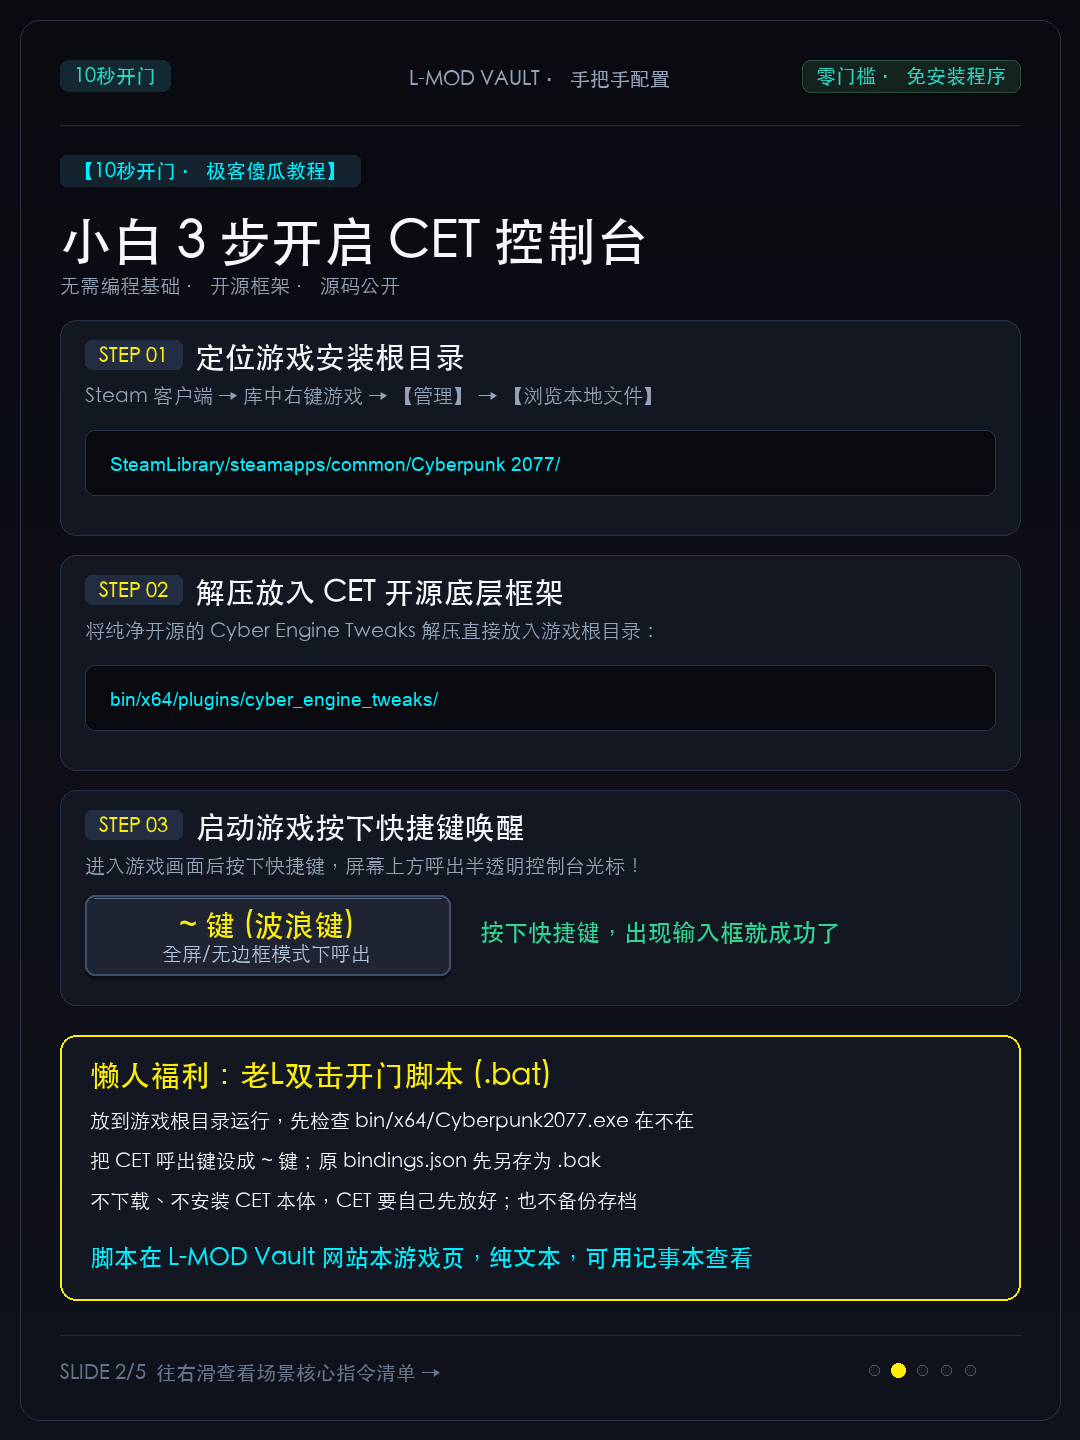 10秒开门
L-MOD VAULT · 手把手配置
零门槛 · 免安装程序
【10秒开门 · 极客傻瓜教程】
小白 3 步开启 CET 控制台
无需编程基础 · 开源框架 · 源码公开
STEP 01 定位游戏安装根目录
Steam 客户端 → 库中右键游戏 → 【管理】 → 【浏览本地文件】
SteamLibrary/steamapps/common/Cyberpunk 2077/
STEP 02 解压放入 CET 开源底层框架
将纯净开源的 Cyber Engine Tweaks 解压直接放入游戏根目录：
bin/x64/plugins/cyber_engine_tweaks/
STEP 03 启动游戏按下快捷键唤醒
进入游戏画面后按下快捷键，屏幕上方呼出半透明控制台光标！
~ 键 (波浪键)
全屏/无边框模式下呼出
按下快捷键，出现输入框就成功了
懒人福利：老L双击开门脚本 (.bat)
放到游戏根目录运行，先检查 bin/x64/Cyberpunk2077.exe 在不在
把 CET 呼出键设成 ~ 键；原 bindings.json 先另存为 .bak
不下载、不安装 CET 本体，CET 要自己先放好；也不备份存档
脚本在 L-MOD Vault 网站本游戏页，纯文本，可用记事本查看
SLIDE 2/5 往右滑查看场景核心指令清单 →